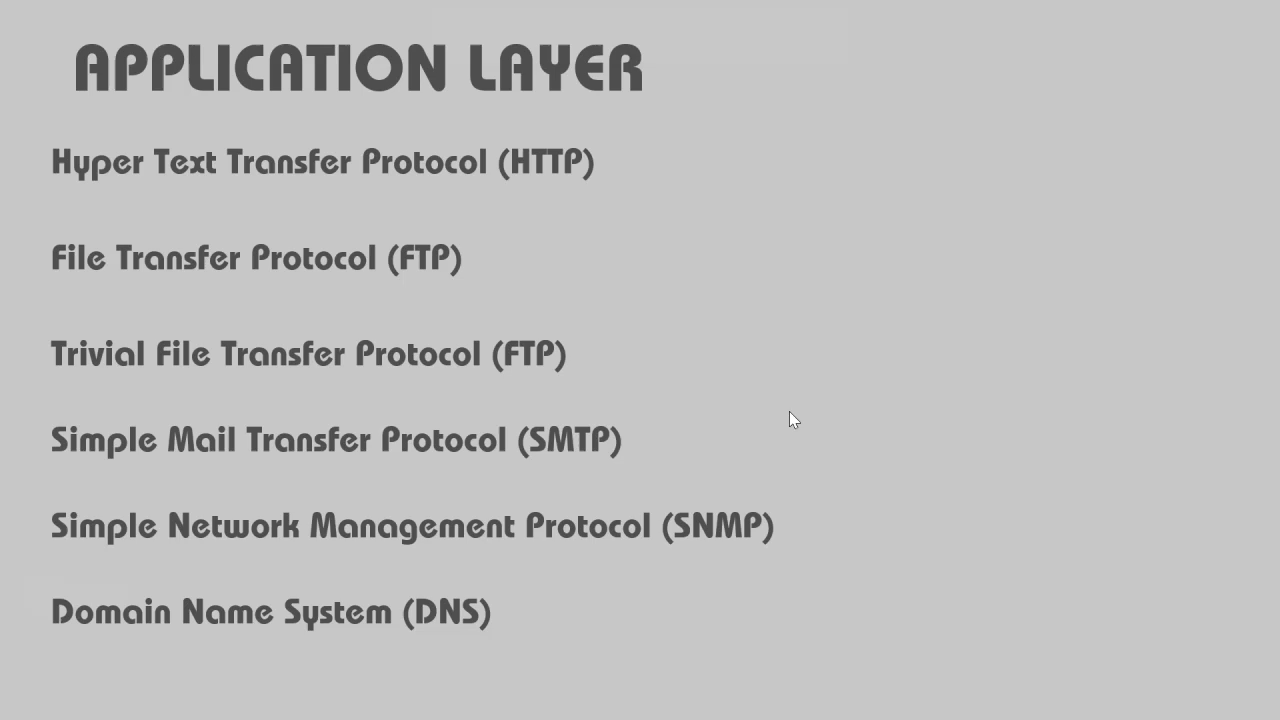 APPLICATION LAYER
Hyper Text Transfer Protocol (HTTP)
File Transfer Protocol (FTP)
Trivial File Transfer Protocol (FTP)
Simple Mail Transfer Protocol (SMTP)
Simple Network Management Protocol (SNMP)
Domain Name System (DNS)